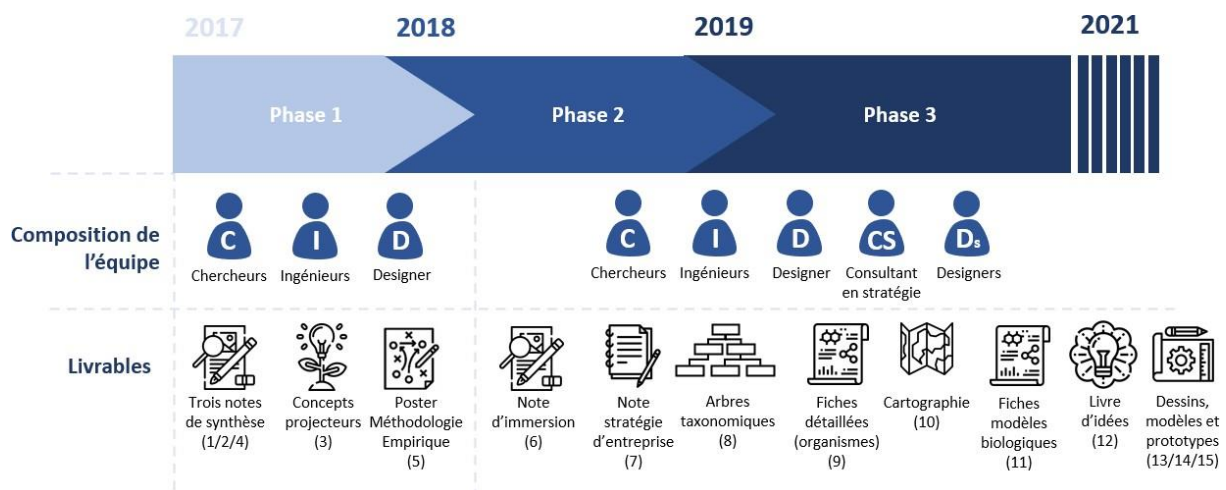 2017
2018
2019
2021
Phase 1
Phase 2
Phase 3
Composition de
l'équipe
C
I
D
C
I
D
CS
Ds
Chercheurs
Ingénieurs
Designer
Chercheurs
Ingénieurs
Designer
Consultant
en stratégie
Designers
Livrables
Trois notes
de synthèse
(1/2/4)
Concepts
projecteurs
(3)
Poster
Méthodologie
Empirique
(5)
Note
d'immersion
(6)
Note
stratégie
d'entreprise
(7)
Arbres
taxonomiques
(8)
Fiches
détaillées
(organismes)
(9)
Cartographie
(10)
Fiches
modèles
biologiques
(11)
Livre
d'idées
(12)
Dessins,
modèles et
prototypes
(13/14/15)